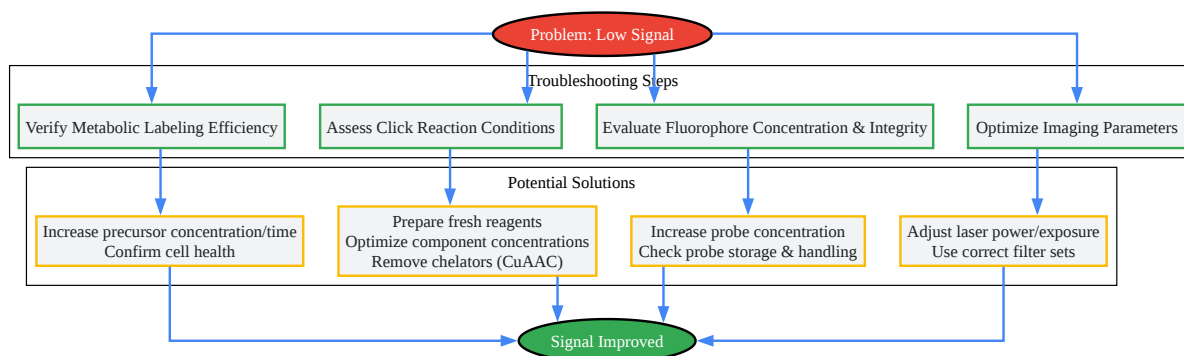 Problem: Low Signal
Troubleshooting Steps
Verify Metabolic Labeling Efficiency
Assess Click Reaction Conditions
Evaluate Fluorophore Concentration & Integrity
Optimize Imaging Parameters
Potential Solutions
Increase precursor concentration/time
Confirm cell health
Prepare fresh reagents
Optimize component concentrations
Remove chelators (CuAAC)
Increase probe concentration
Check probe storage & handling
Adjust laser power/exposure
Use correct filter sets
Signal Improved